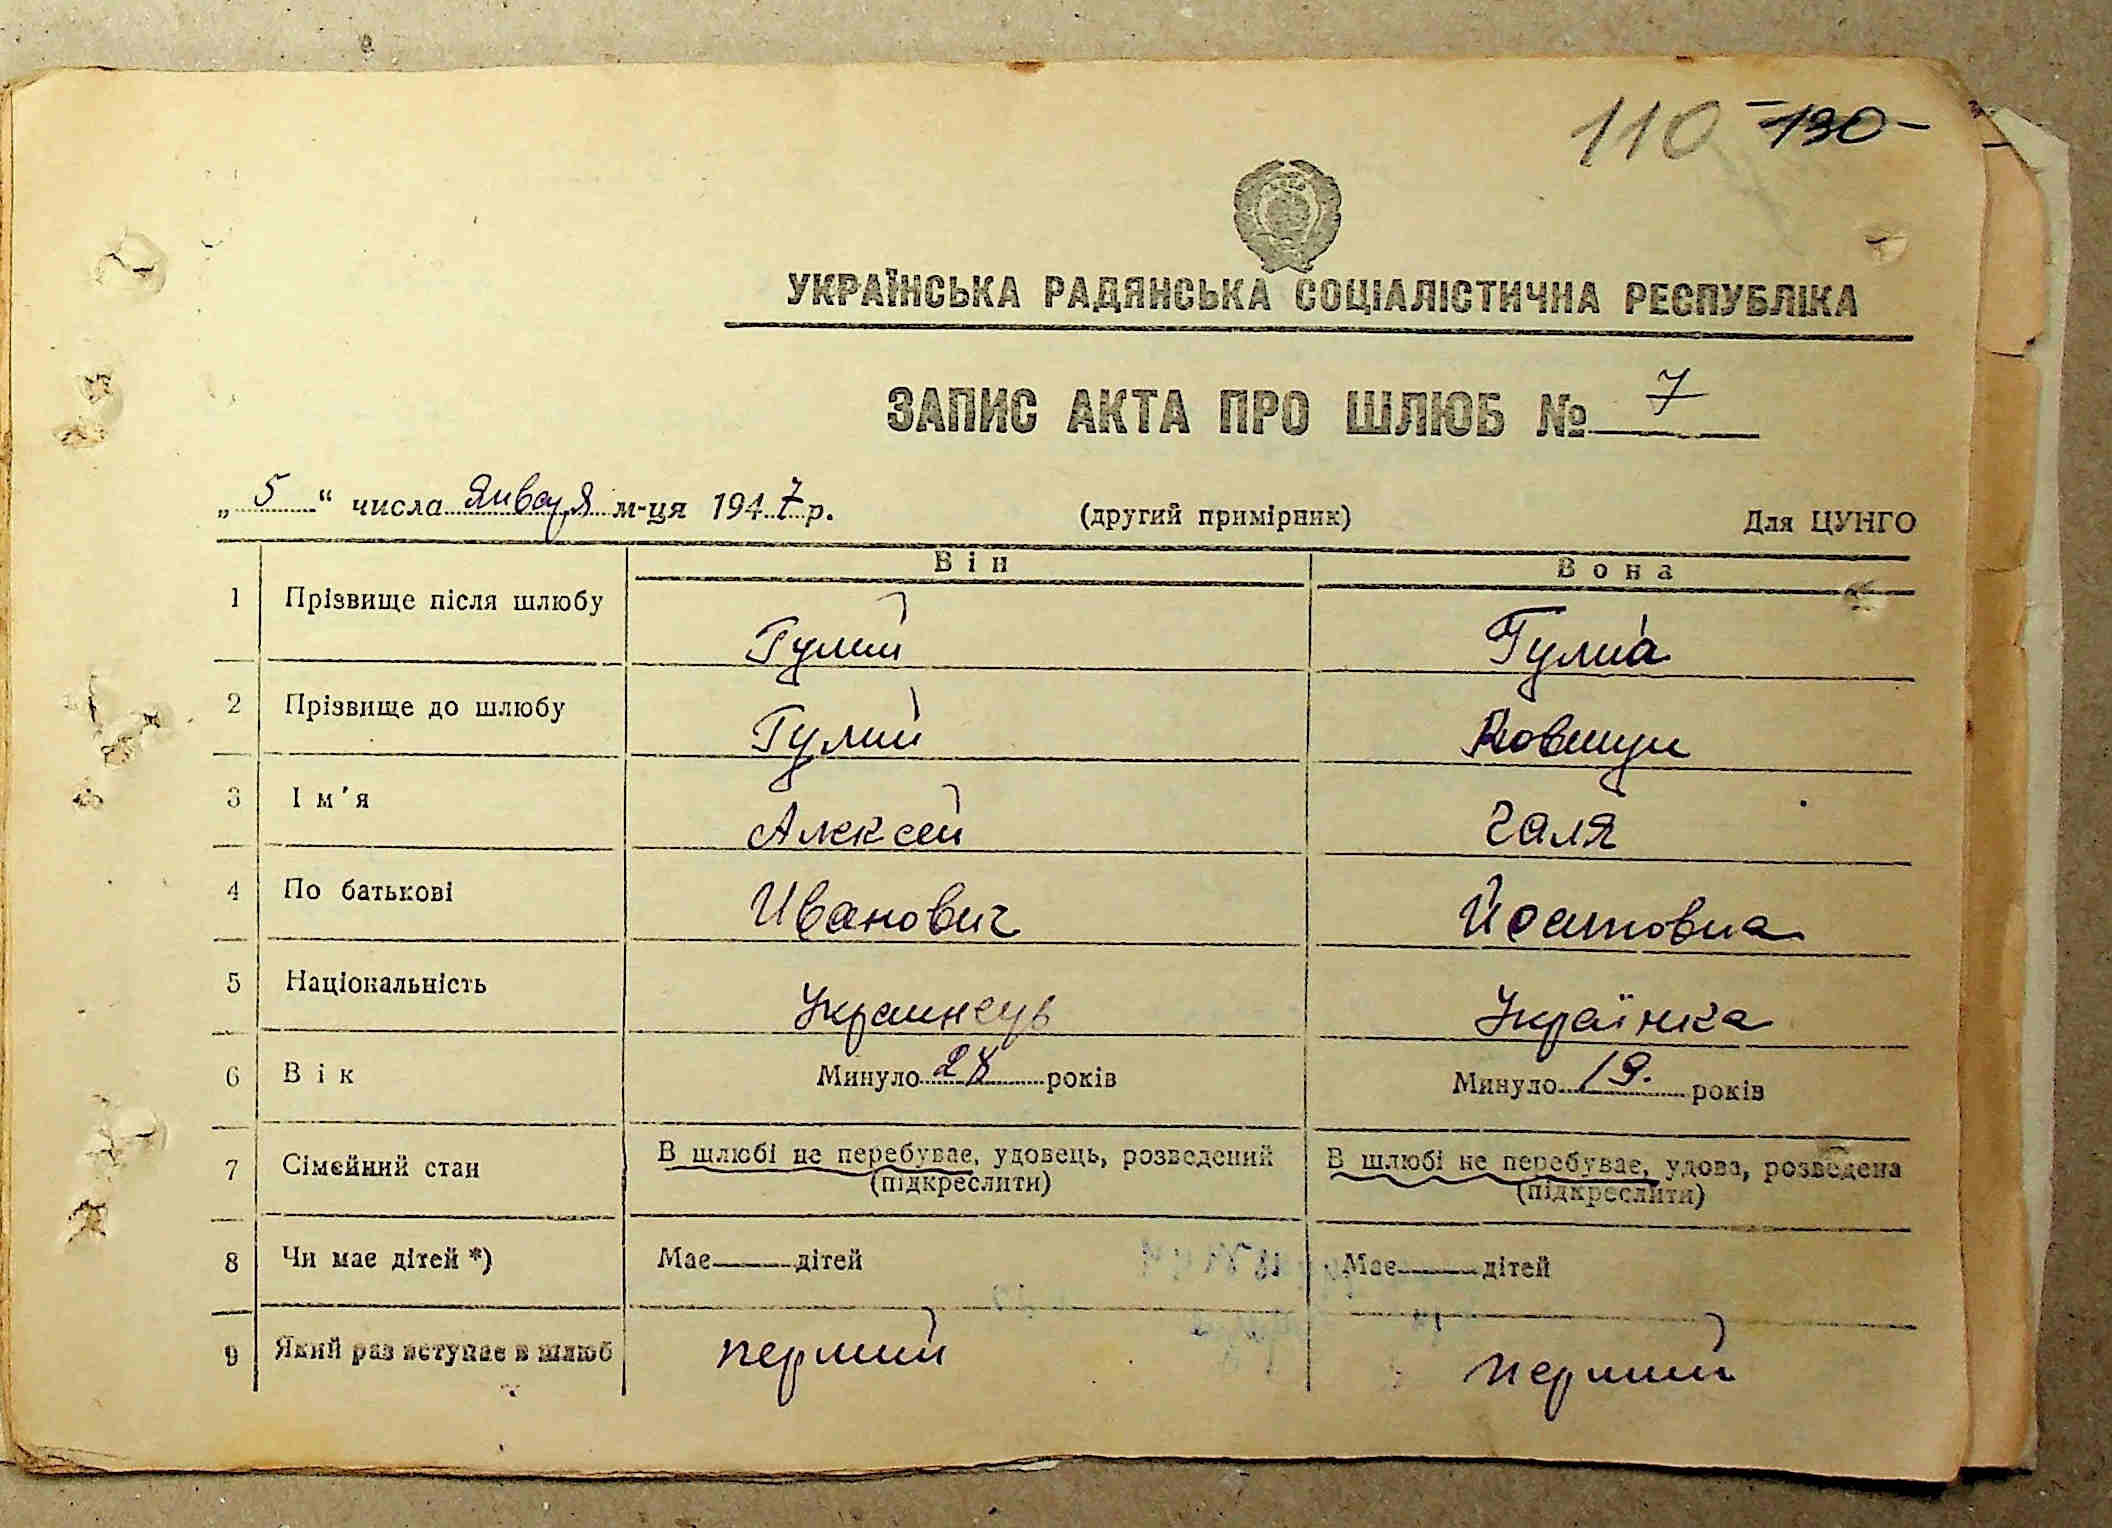 110 130
УКРАЇНСЬКА РАДЯНСЬКА СОЦІАЛІСТИЧНА РЕСПУБЛІКА
ЗАПИС АКТА ПРО ШЛЮБ № 7
„5“ числа Января м-ця 1947 р. (другий примірник) Для ЦУНГО
Він Вона
1 Прізвище після шлюбу Гулий Гулиа
2 Прізвище до шлюбу Гулий
3 Ім'я Алексей Галя
4 По батькові Иванович
5 Національність Украинець Українка
6 Вік Минуло 28 років Минуло 19. років
7 Сімейний стан В шлюбі не перебуває, удовець, розведений В шлюбі не перебуває, удова, розведена
(підкреслити) (підкреслити)
8 Чи має дітей *) Має — дітей Має — дітей
9 Який раз вступає в шлюб перший перший